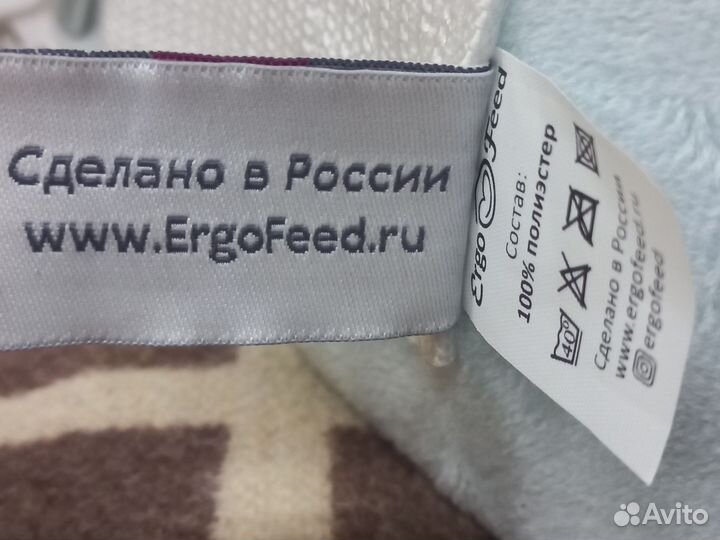 Сделано в России
www.ErgoFeed.ru
Ergo Feed
Состав:
100% полиэстер
40°
Сделано в России
www.ergofeed.ru
ergofeed
Avito